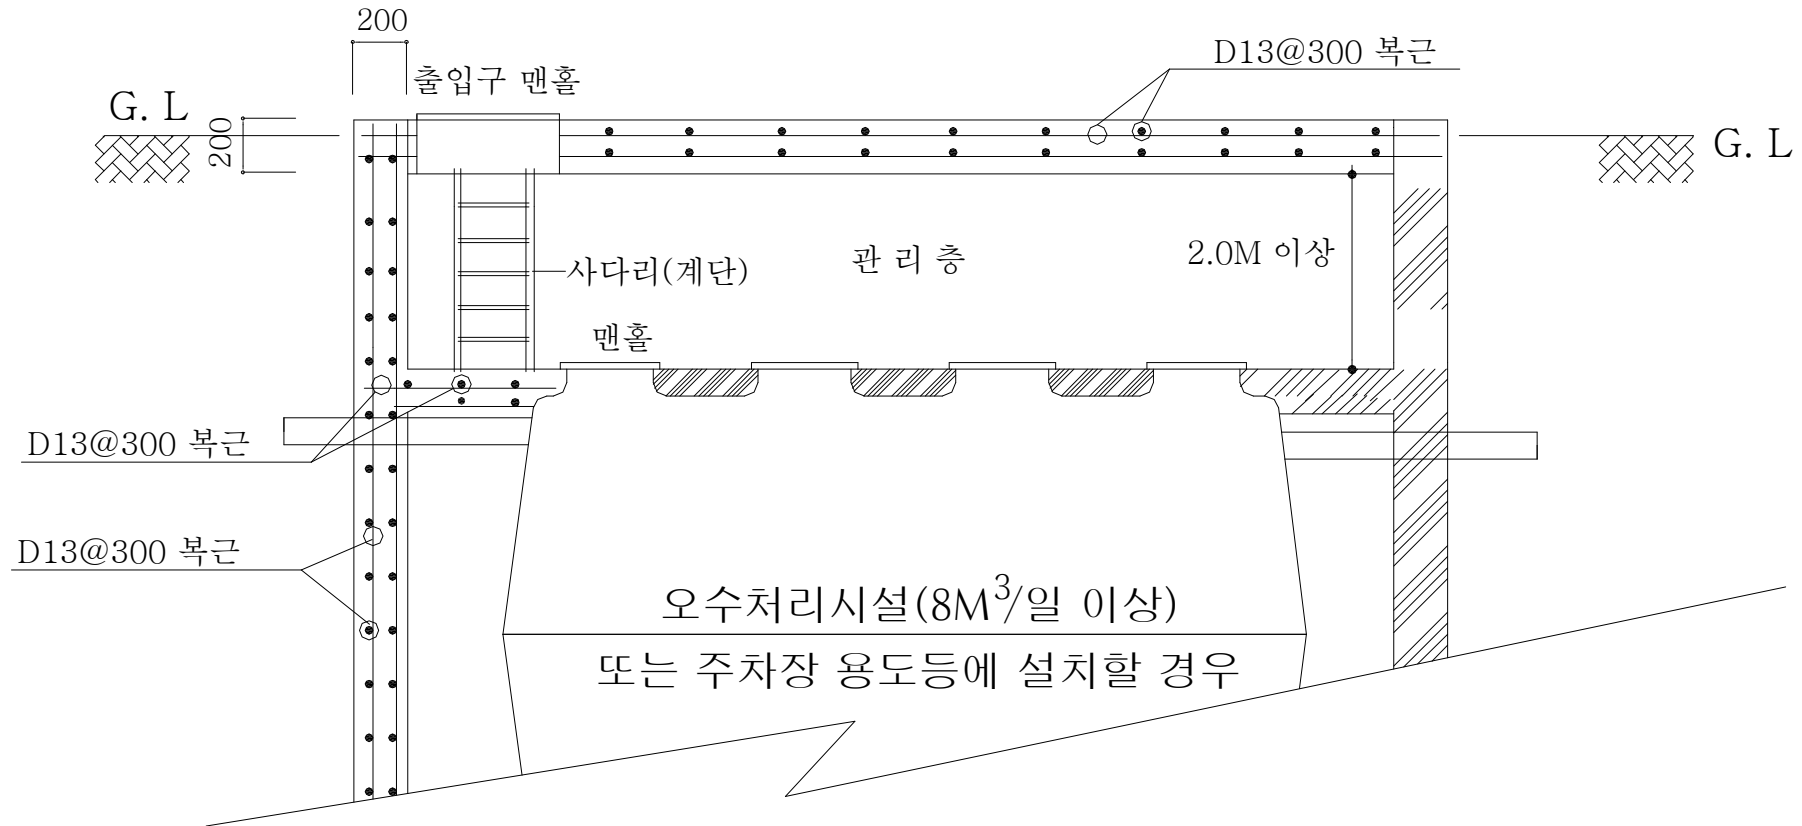 200
출입구 맨홀
D13@300 복근
G. L
200
G. L
사다리(계단)
관 리 층
2.0M 이상
맨홀
D13@300 복근
D13@300 복근
오수처리시설(8M³/일 이상)
또는 주차장 용도등에 설치할 경우